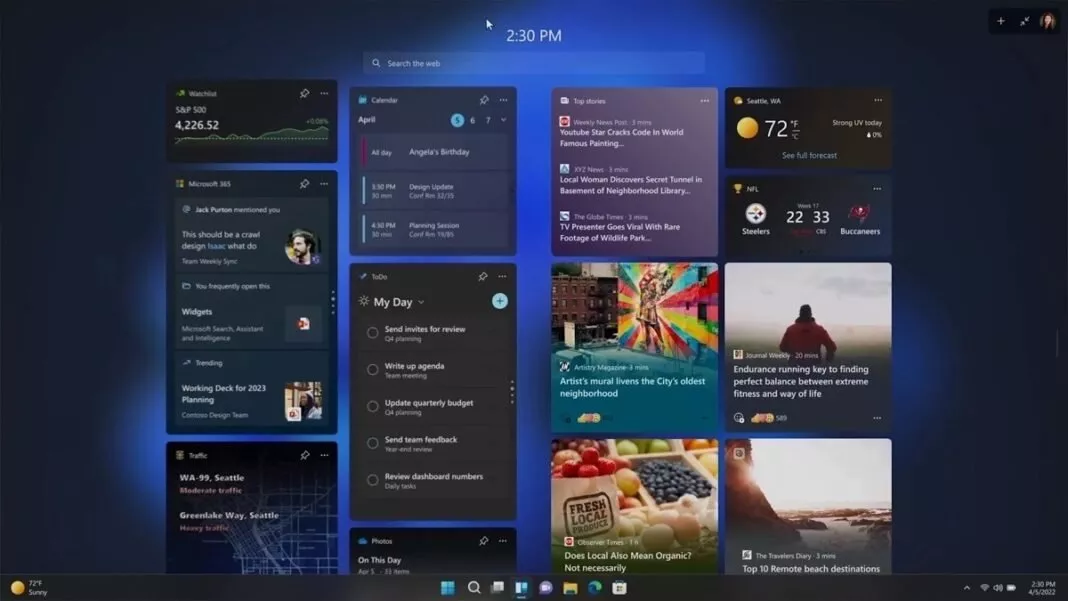 2:30 PM
Search the web
Watchlist
S&P 500
4,226.52
+0.08%
Microsoft 365
Jack Purton mentioned you
This should be a crawl
design Isaac what do
Team Weekly Sync
You frequently open this
Widgets
Microsoft Search, Assistant
and Intelligence
Trending
Working Deck for 2023
Planning
Contoso Design Team
Traffic
WA-99, Seattle
Moderate traffic
Greenlake Way, Seattle
Heavy traffic
Calendar
April
5 6 7
All day Angela's Birthday
3:30 PM Design Update
30 min Conf Rm 32/35
4:30 PM Planning Session
30 min Conf Rm 19/85
ToDo
My Day
Send invites for review
Q4 planning
Write up agenda
Team meeting
Update quarterly budget
Q4 planning
Send team feedback
Year-end review
Review dashboard numbers
Daily tasks
Photos
On This Day
Apr 5 · 33 items
Top stories
Weekly News Post · 3 mins
Youtube Star Cracks Code In World
Famous Painting...
XYZ News · 3 mins
Local Woman Discovers Secret Tunnel in
Basement of Neighborhood Library...
The Globe Times · 3 mins
TV Presenter Goes Viral With Rare
Footage of Wildlife Park...
Seattle, WA
72 °F
°C
Strong UV today
0%
See full forecast
NFL
Week 17
22 33
CBS
Steelers
Buccaneers
Artistry Magazine · 3 mins
Artist's mural livens the City's oldest
neighborhood
Journal Weekly · 20 mins
Endurance running key to finding
perfect balance between extreme
fitness and way of life
589
FRESH
LOCAL
PRODUCE
Observer Times · 1 h
Does Local Also Mean Organic?
Not necessarily
The Travelers Diary · 3 mins
Top 10 Remote beach destinations
72°F
Sunny
2:30 PM
4/5/2022